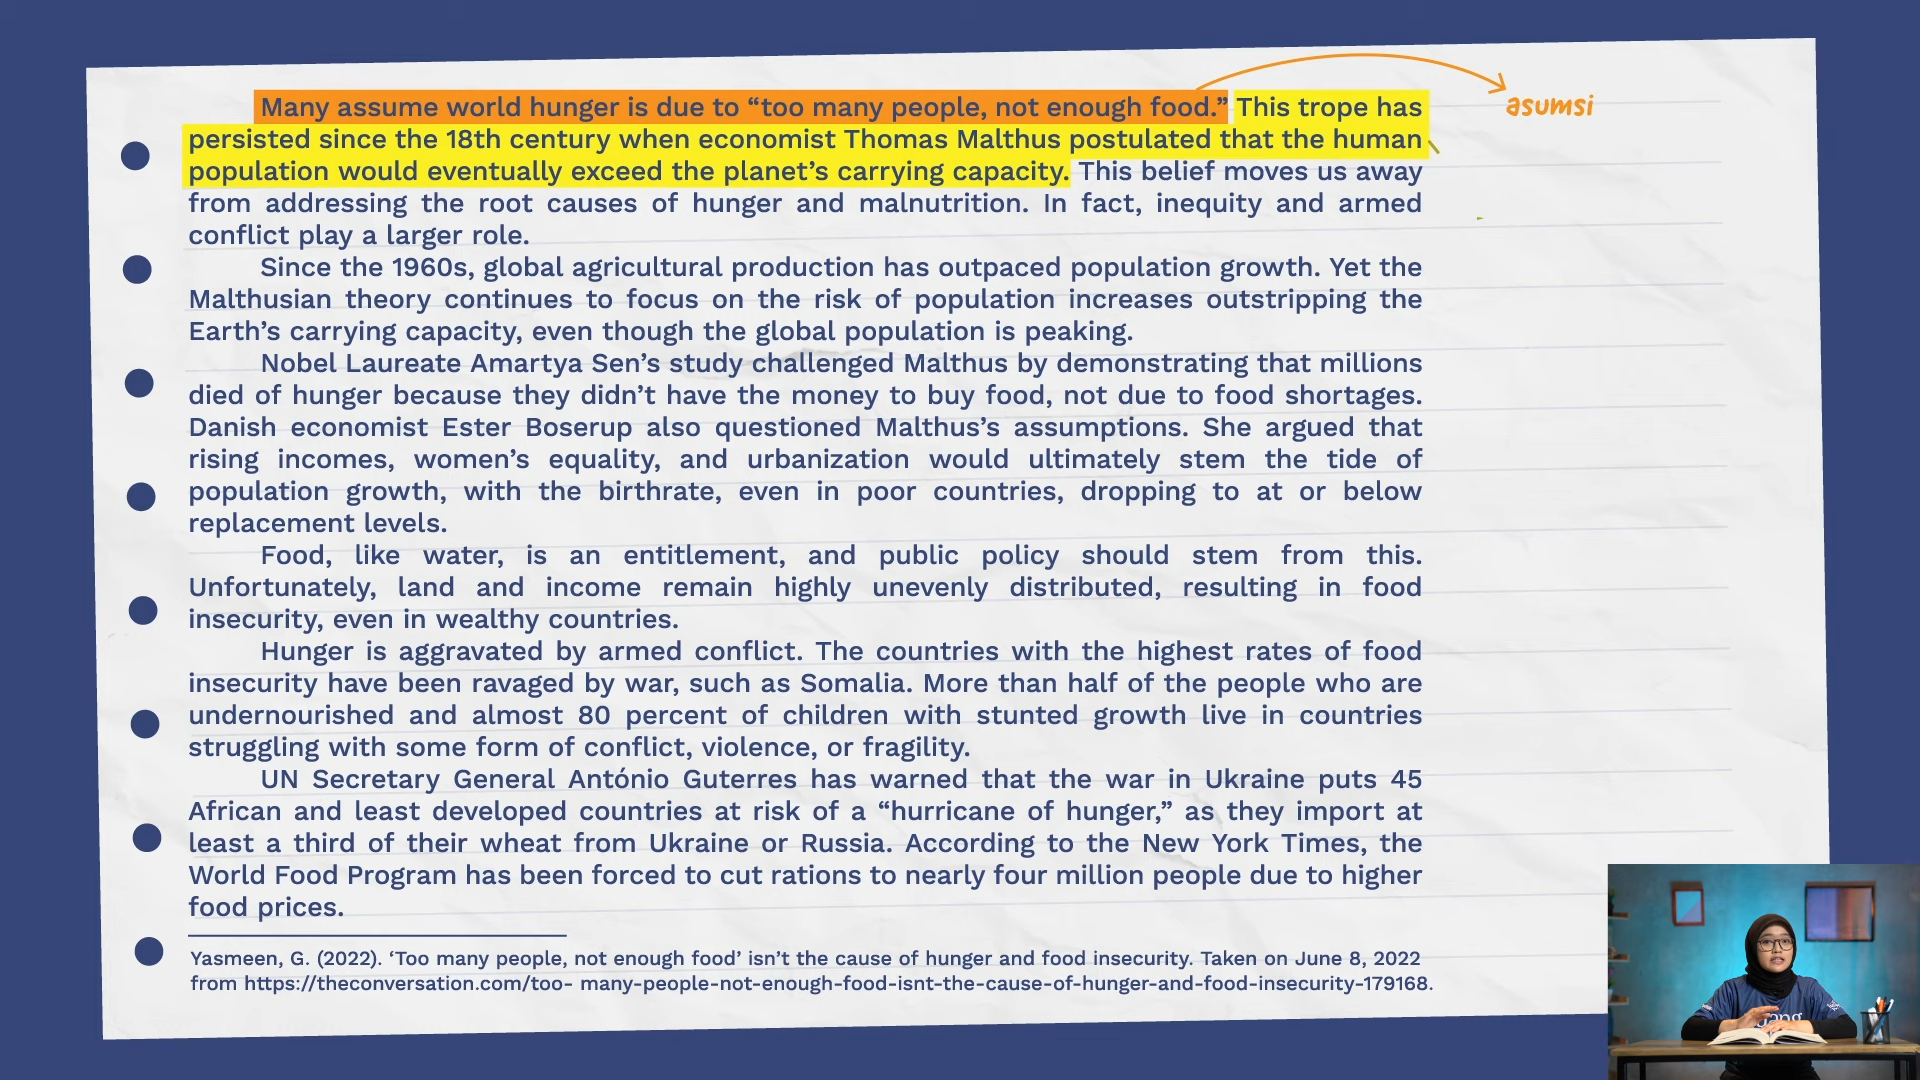 Many assume world hunger is due to “too many people, not enough food.” This trope has
asumsi
persisted since the 18th century when economist Thomas Malthus postulated that the human
population would eventually exceed the planet’s carrying capacity. This belief moves us away
from addressing the root causes of hunger and malnutrition. In fact, inequity and armed
conflict play a larger role.
Since the 1960s, global agricultural production has outpaced population growth. Yet the
Malthusian theory continues to focus on the risk of population increases outstripping the
Earth’s carrying capacity, even though the global population is peaking.
Nobel Laureate Amartya Sen’s study challenged Malthus by demonstrating that millions
died of hunger because they didn’t have the money to buy food, not due to food shortages.
Danish economist Ester Boserup also questioned Malthus’s assumptions. She argued that
rising incomes, women’s equality, and urbanization would ultimately stem the tide of
population growth, with the birthrate, even in poor countries, dropping to at or below
replacement levels.
Food, like water, is an entitlement, and public policy should stem from this.
Unfortunately, land and income remain highly unevenly distributed, resulting in food
insecurity, even in wealthy countries.
Hunger is aggravated by armed conflict. The countries with the highest rates of food
insecurity have been ravaged by war, such as Somalia. More than half of the people who are
undernourished and almost 80 percent of children with stunted growth live in countries
struggling with some form of conflict, violence, or fragility.
UN Secretary General António Guterres has warned that the war in Ukraine puts 45
African and least developed countries at risk of a “hurricane of hunger,” as they import at
least a third of their wheat from Ukraine or Russia. According to the New York Times, the
World Food Program has been forced to cut rations to nearly four million people due to higher
food prices.
Yasmeen, G. (2022). ‘Too many people, not enough food’ isn’t the cause of hunger and food insecurity. Taken on June 8, 2022
from https://theconversation.com/too- many-people-not-enough-food-isnt-the-cause-of-hunger-and-food-insecurity-179168.